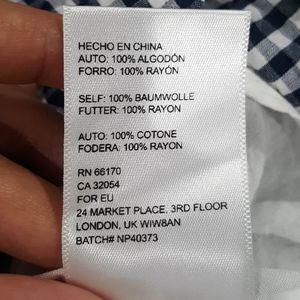 HECHO EN CHINA
AUTO: 100% ALGODÓN
FORRO: 100% RAYON
SELF: 100% BAUMWOLLE
FUTTER: 100% RAYON
AUTO: 100% COTONE
FODERA: 100% RAYON
RN 66170
CA 32054
FOR EU
24 MARKET PLACE, 3RD FLOOR
LONDON, UK WIW8AN
BATCH# NP40373